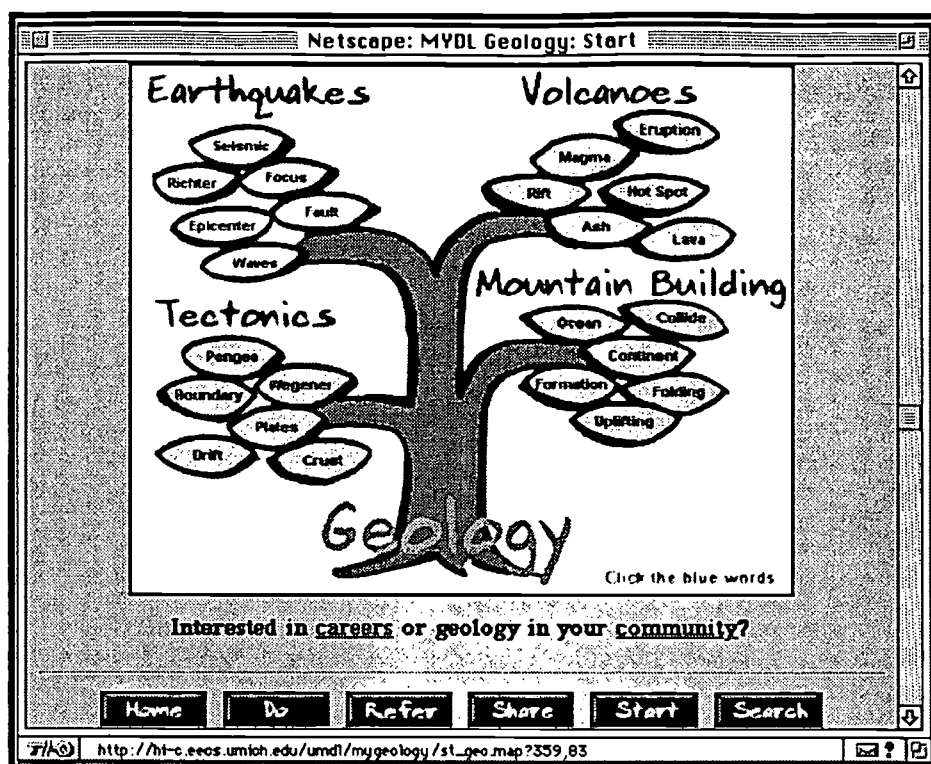 Netscape: MYDL Geology: Start
Earthquakes
Seismic
Richter
Focus
Epicenter
Fault
Waves
Volcanoes
Eruption
Magma
Rift
Hot Spot
Ash
Lava
Tectonics
Pangea
Boundary
Wegener
Plates
Drift
Crust
Mountain Building
Ocean
Collide
Continent
Formation
Folding
Uplifting
Geology
Click the blue words
Interested in careers or geology in your community?
Home Do Refer Share Start Search
http://hi-c.eecs.umich.edu/umdl/mygeology/st_geo.map?359,83